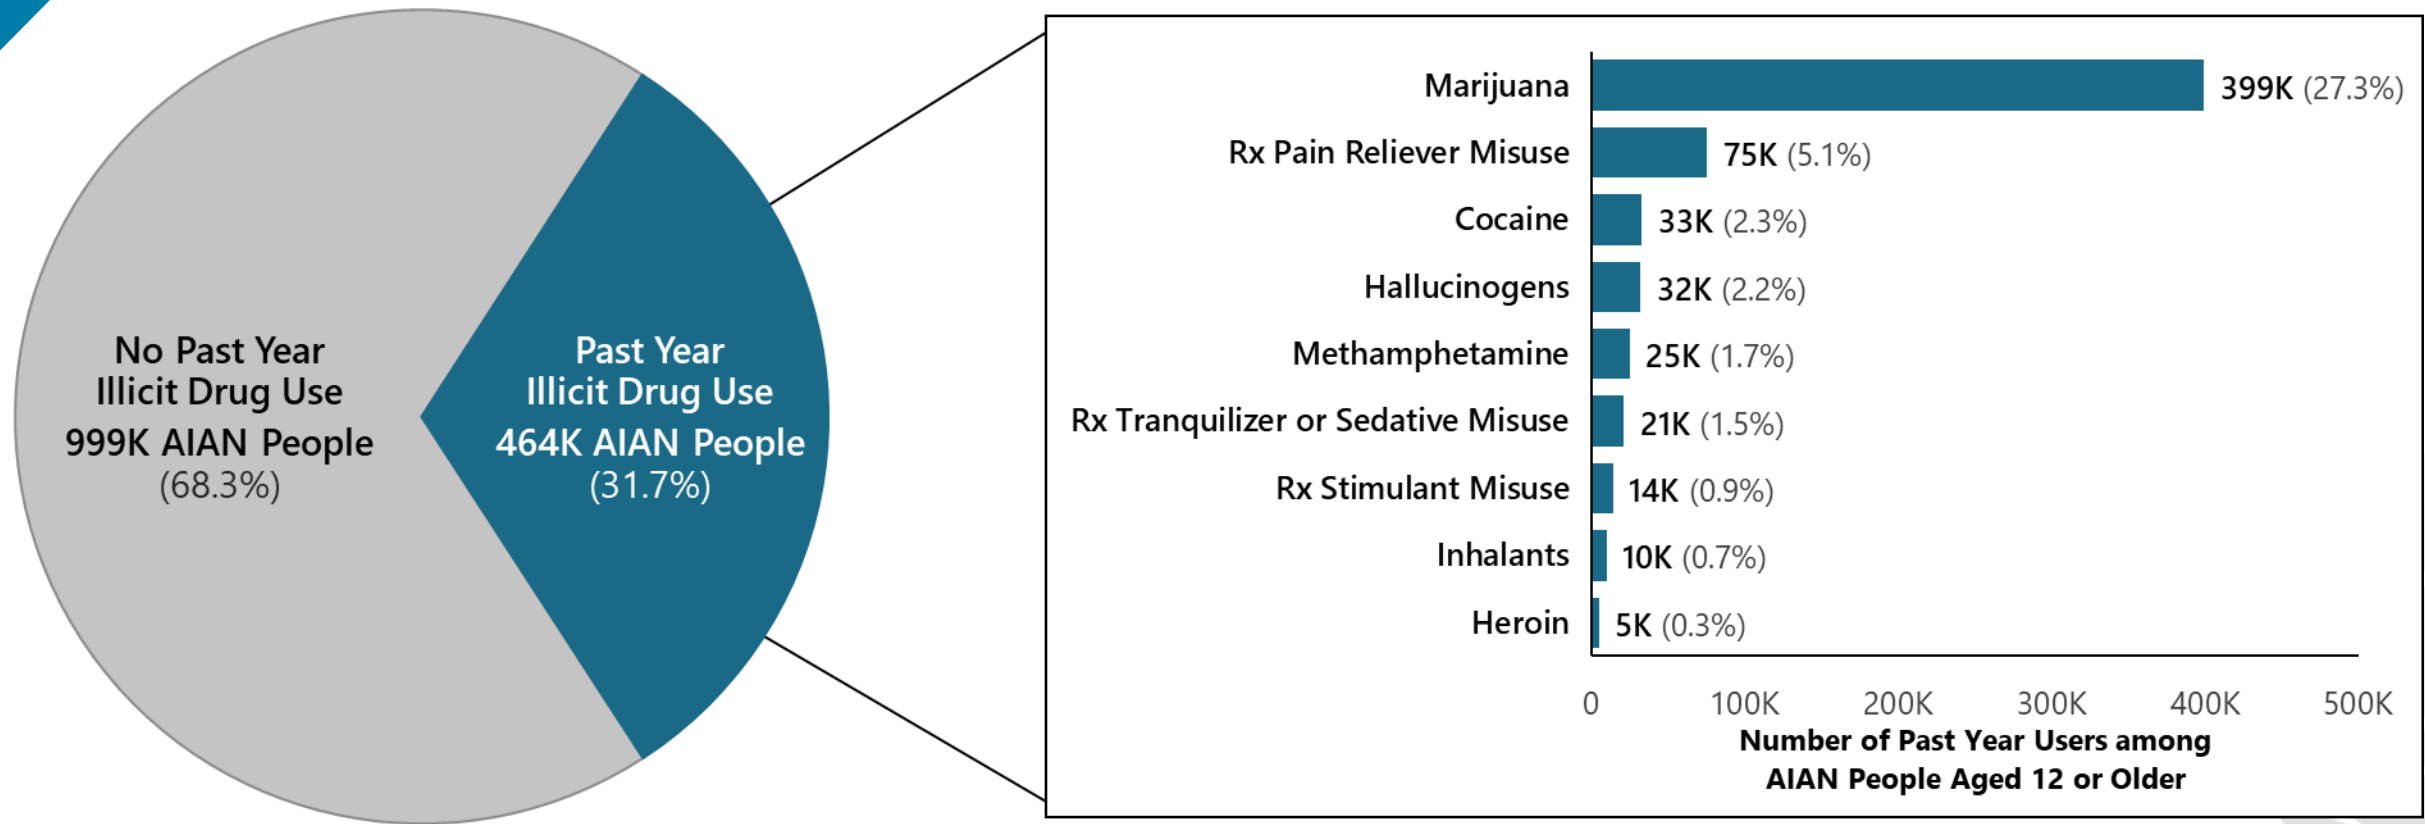 No Past Year
Illicit Drug Use
999K AIAN People
(68.3%)
Past Year
Illicit Drug Use
464K AIAN People
(31.7%)
Marijuana 399K (27.3%)
Rx Pain Reliever Misuse 75K (5.1%)
Cocaine 33K (2.3%)
Hallucinogens 32K (2.2%)
Methamphetamine 25K (1.7%)
Rx Tranquilizer or Sedative Misuse 21K (1.5%)
Rx Stimulant Misuse 14K (0.9%)
Inhalants 10K (0.7%)
Heroin 5K (0.3%)
0 100K 200K 300K 400K 500K
Number of Past Year Users among
AIAN People Aged 12 or Older